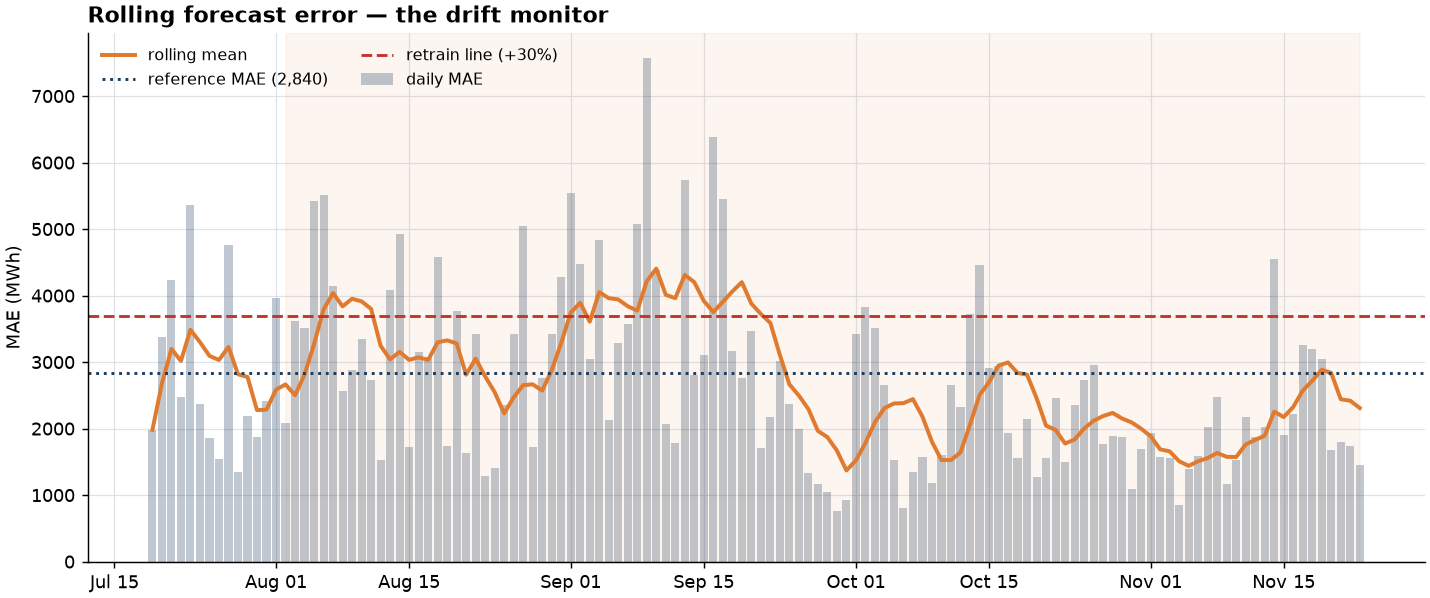 Rolling forecast error — the drift monitor
rolling mean
reference MAE (2,840)
retrain line (+30%)
daily MAE
MAE (MWh)
7000
6000
5000
4000
3000
2000
1000
0
Jul 15
Aug 01
Aug 15
Sep 01
Sep 15
Oct 01
Oct 15
Nov 01
Nov 15